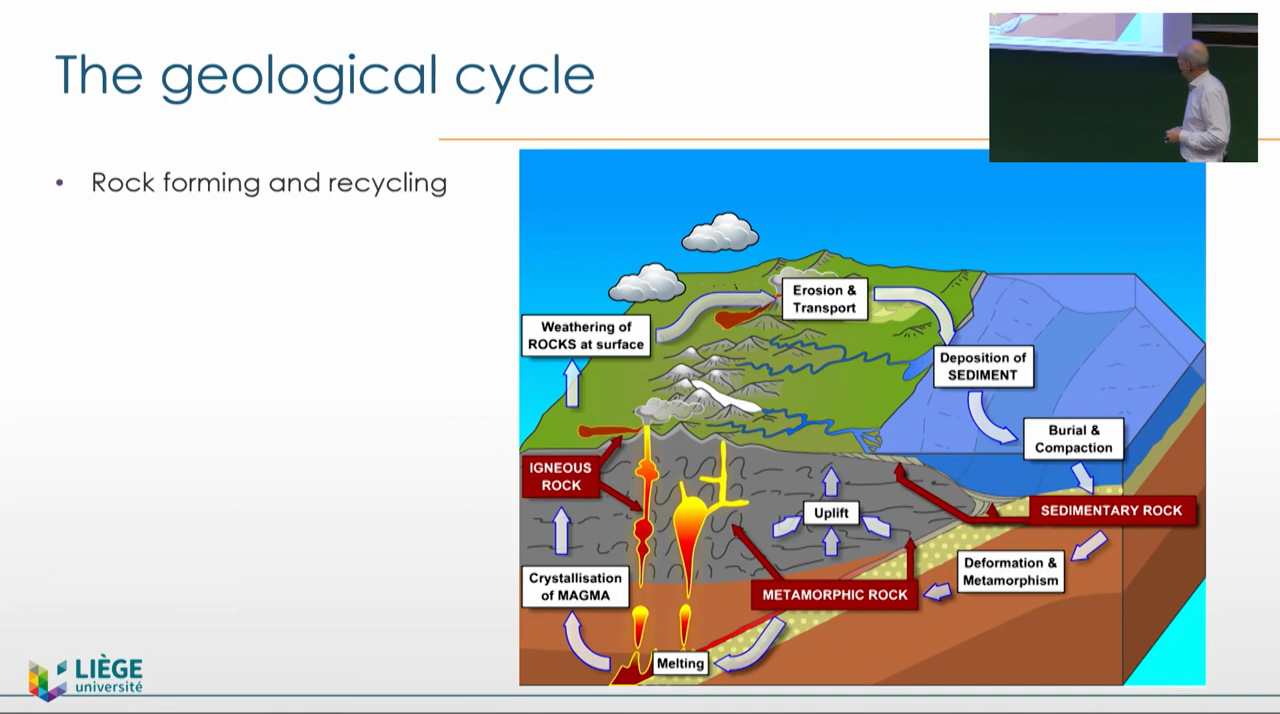 The geological cycle
• Rock forming and recycling
Erosion &
Transport
Weathering of
ROCKS at surface
Deposition of
SEDIMENT
Burial &
Compaction
IGNEOUS
ROCK
Uplift
SEDIMENTARY ROCK
Deformation &
Metamorphism
Crystallisation
of MAGMA
METAMORPHIC ROCK
Melting
LIÈGE
université